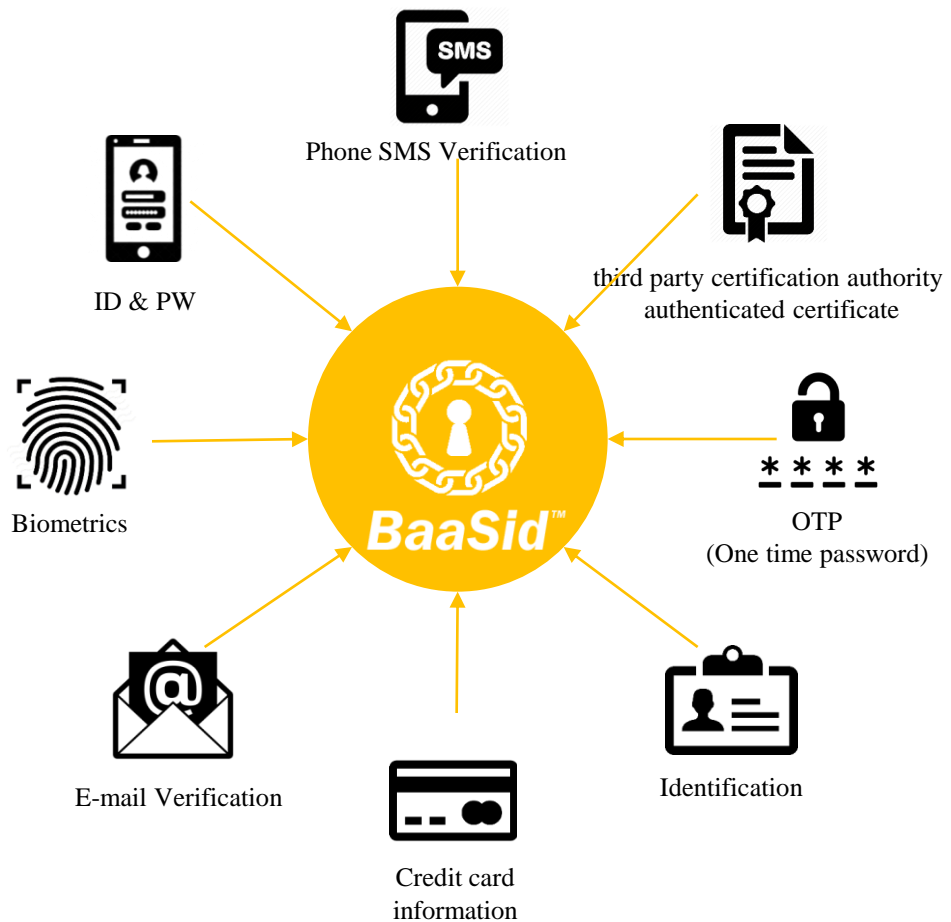 SMS
Phone SMS Verification
ID & PW
third party certification authority
authenticated certificate
Biometrics
BaaSid™
* * * *
OTP
(One time password)
@
E-mail Verification
Identification
Credit card
information